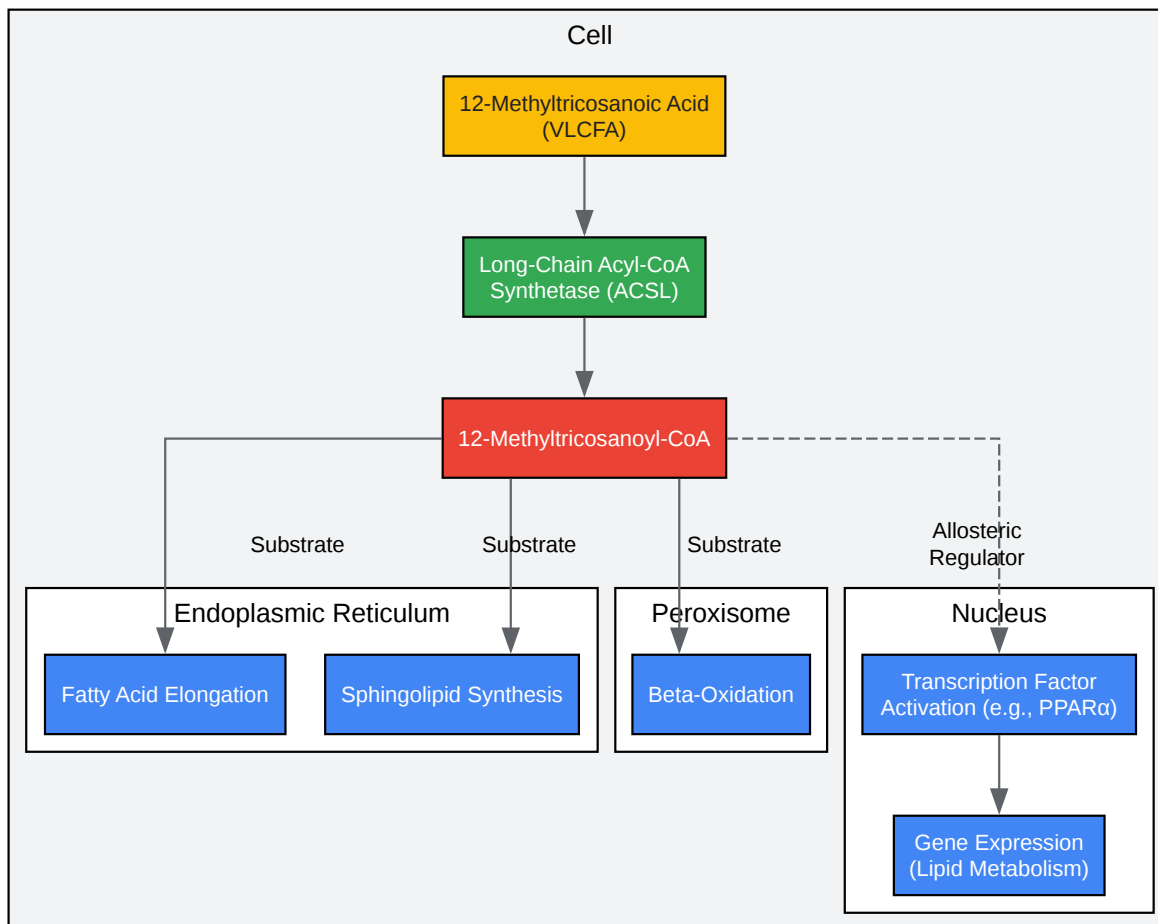 Cell
12-Methyltricosanoic Acid
(VLCFA)
Long-Chain Acyl-CoA
Synthetase (ACSL)
12-Methyltricosanoyl-CoA
Substrate
Substrate
Substrate
Allosteric
Regulator
Endoplasmic Reticulum
Peroxisome
Nucleus
Fatty Acid Elongation
Sphingolipid Synthesis
Beta-Oxidation
Transcription Factor
Activation (e.g., PPARα)
Gene Expression
(Lipid Metabolism)